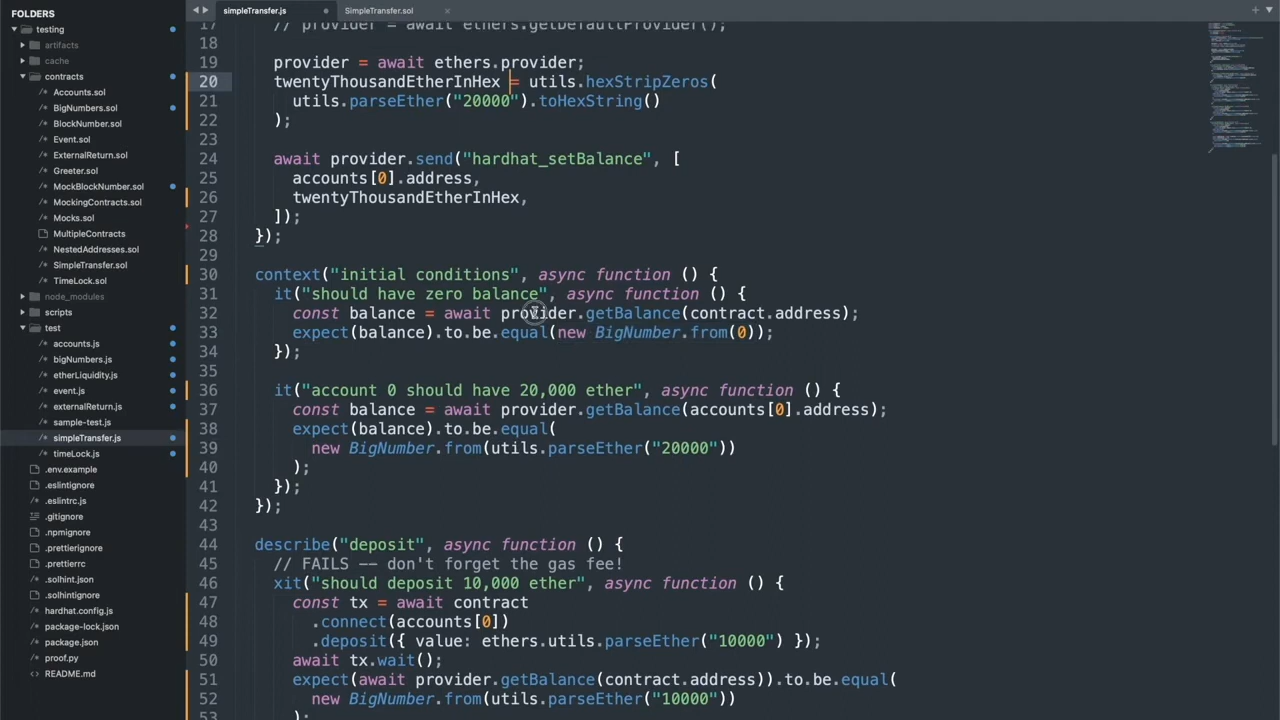 FOLDERS
testing
artifacts
cache
contracts
Accounts.sol
BigNumbers.sol
BlockNumber.sol
Event.sol
ExternalReturn.sol
Greeter.sol
MockBlockNumber.sol
MockingContracts.sol
Mocks.sol
MultipleContracts
NestedAddresses.sol
SimpleTransfer.sol
TimeLock.sol
node_modules
scripts
test
accounts.js
bigNumbers.js
etherLiquidity.js
event.js
externalReturn.js
sample-test.js
simpleTransfer.js
timeLock.js
.env.example
.eslintignore
.eslintrc.js
.gitignore
.npmignore
.prettierignore
.prettierrc
.solhint.json
.solhintignore
hardhat.config.js
package-lock.json
package.json
proof.py
README.md
simpleTransfer.js
SimpleTransfer.sol
17 // provider = await ethers.getDefaultProvider();
18
19 provider = await ethers.provider;
20 twentyThousandEtherInHex = utils.hexStripZeros(
21 utils.parseEther("20000").toHexString()
22 );
23
24 await provider.send("hardhat_setBalance", [
25 accounts[0].address,
26 twentyThousandEtherInHex,
27 ]);
28 });
29
30 context("initial conditions", async function () {
31 it("should have zero balance", async function () {
32 const balance = await provider.getBalance(contract.address);
33 expect(balance).to.be.equal(new BigNumber.from(0));
34 });
35
36 it("account 0 should have 20,000 ether", async function () {
37 const balance = await provider.getBalance(accounts[0].address);
38 expect(balance).to.be.equal(
39 new BigNumber.from(utils.parseEther("20000"))
40 );
41 });
42 });
43
44 describe("deposit", async function () {
45 // FAILS -- don't forget the gas fee!
46 xit("should deposit 10,000 ether", async function () {
47 const tx = await contract
48 .connect(accounts[0])
49 .deposit({ value: ethers.utils.parseEther("10000") });
50 await tx.wait();
51 expect(await provider.getBalance(contract.address)).to.be.equal(
52 new BigNumber.from(utils.parseEther("10000"))
53 );